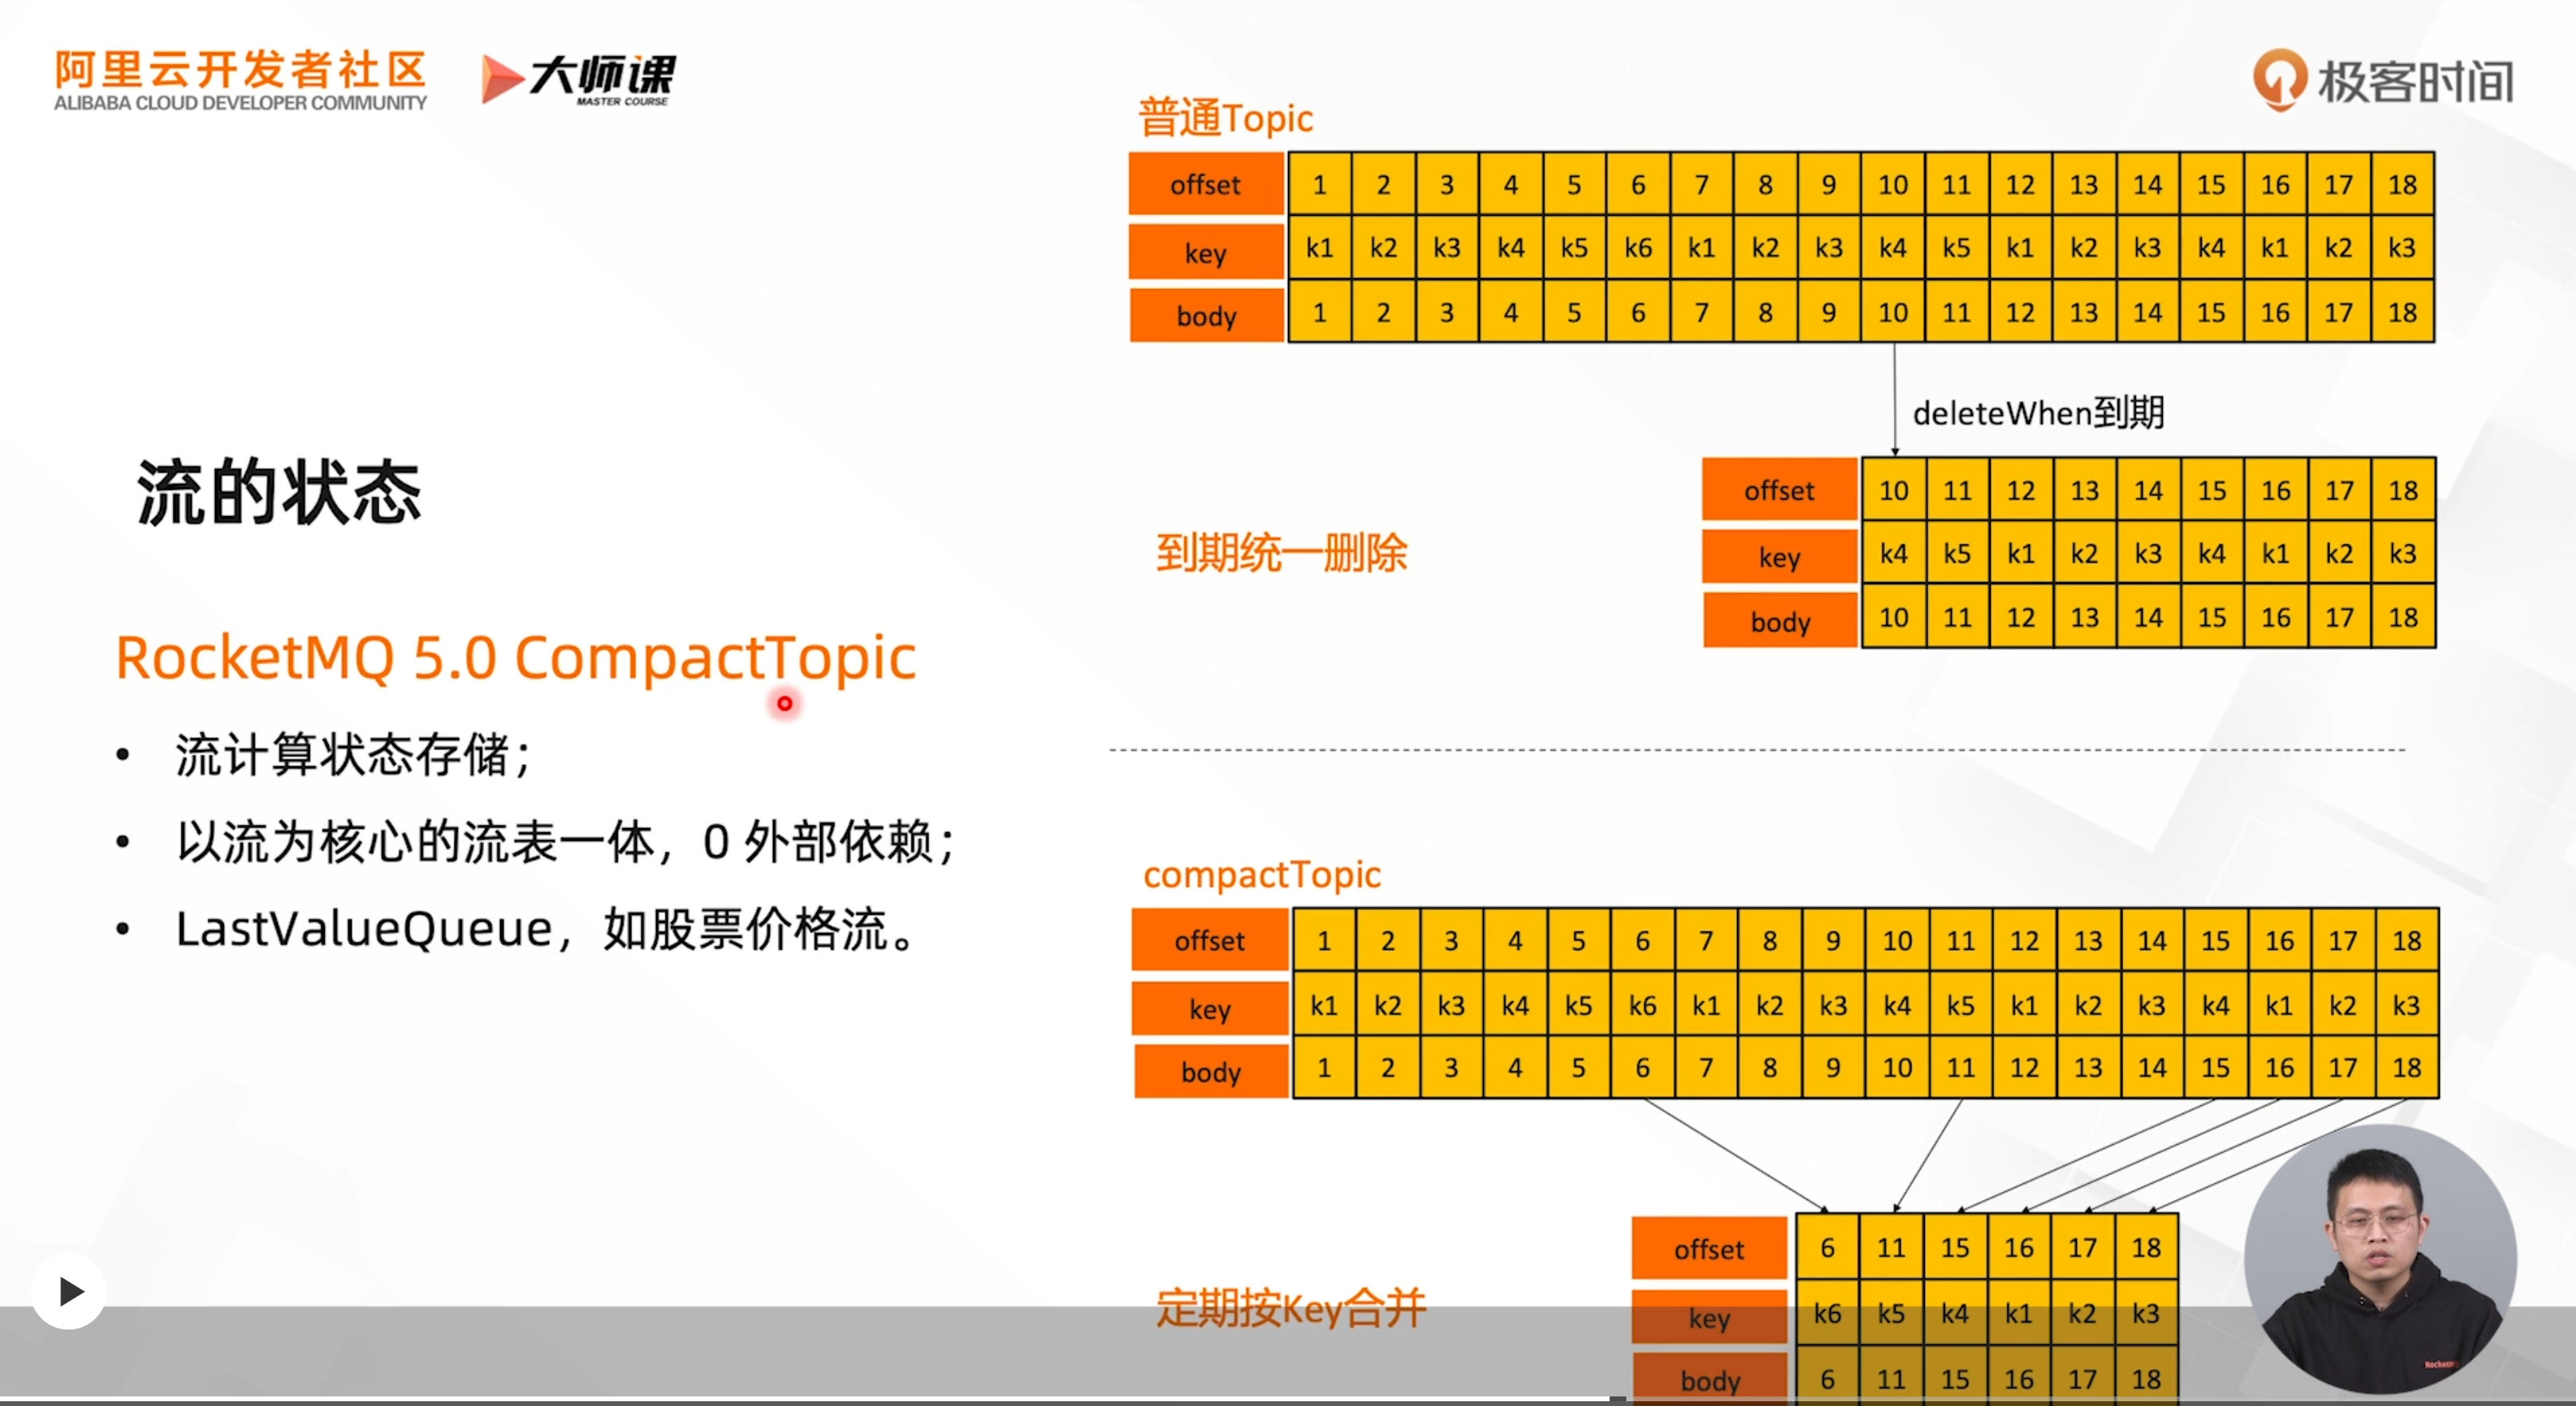 阿里云开发者社区
ALIBABA CLOUD DEVELOPER COMMUNITY
大师课
MASTER COURSE
极客时间
流的状态
RocketMQ 5.0 CompactTopic
• 流计算状态存储；
• 以流为核心的流表一体，0 外部依赖；
• LastValueQueue，如股票价格流。
普通Topic
offset 1 2 3 4 5 6 7 8 9 10 11 12 13 14 15 16 17 18
key k1 k2 k3 k4 k5 k6 k1 k2 k3 k4 k5 k1 k2 k3 k4 k1 k2 k3
body 1 2 3 4 5 6 7 8 9 10 11 12 13 14 15 16 17 18
deleteWhen到期
到期统一删除
offset 10 11 12 13 14 15 16 17 18
key k4 k5 k1 k2 k3 k4 k1 k2 k3
body 10 11 12 13 14 15 16 17 18
compactTopic
offset 1 2 3 4 5 6 7 8 9 10 11 12 13 14 15 16 17 18
key k1 k2 k3 k4 k5 k6 k1 k2 k3 k4 k5 k1 k2 k3 k4 k1 k2 k3
body 1 2 3 4 5 6 7 8 9 10 11 12 13 14 15 16 17 18
定期按Key合并
offset 6 11 15 16 17 18
key k6 k5 k4 k1 k2 k3
body 6 11 15 16 17 18